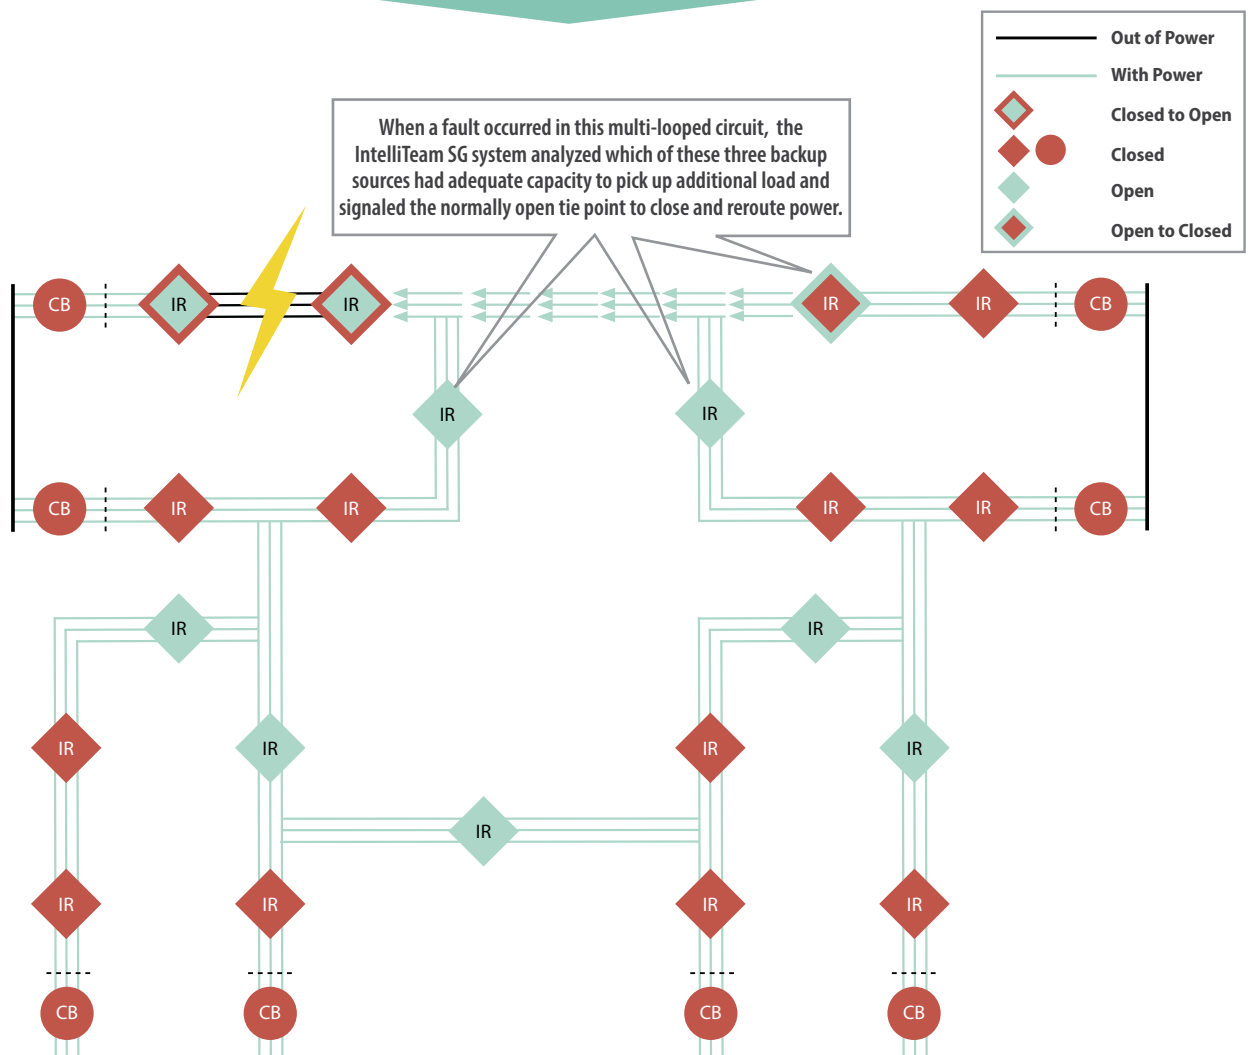 Out of Power
With Power
Closed to Open
Closed
Open
Open to Closed
When a fault occurred in this multi-looped circuit, the
IntelliTeam SG system analyzed which of these three backup
sources had adequate capacity to pick up additional load and
signaled the normally open tie point to close and reroute power.
CB IR IR IR IR CB
IR IR
CB IR IR IR IR CB
IR IR
IR IR IR IR
IR
IR IR IR IR
CB CB CB CB